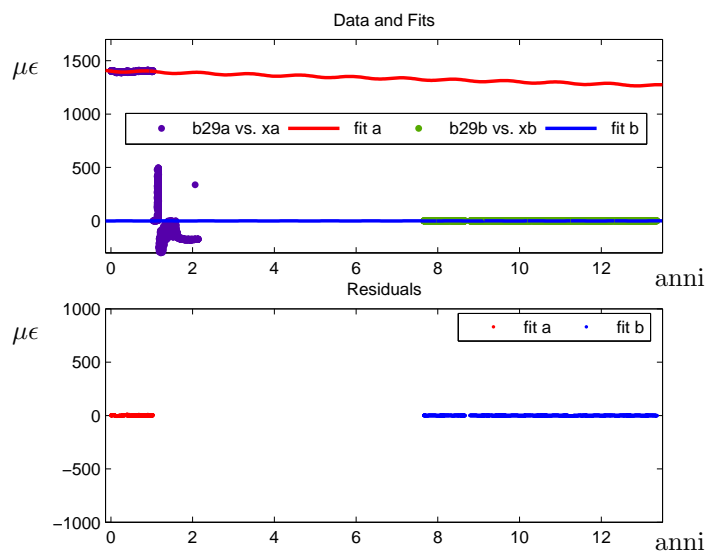 Data and Fits
με
1500
1000
500
0
b29a vs. xa
fit a
b29b vs. xb
fit b
0 2 4 6 8 10 12
anni
Residuals
με
1000
500
0
−500
−1000
fit a
fit b
0 2 4 6 8 10 12
anni